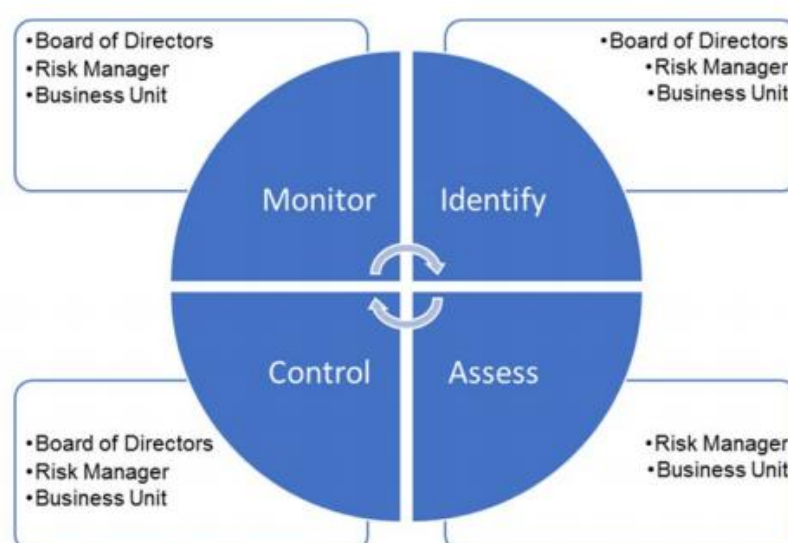 •Board of Directors
•Risk Manager
•Business Unit
•Board of Directors
•Risk Manager
•Business Unit
Monitor
Identify
Control
Assess
•Board of Directors
•Risk Manager
•Business Unit
•Risk Manager
•Business Unit